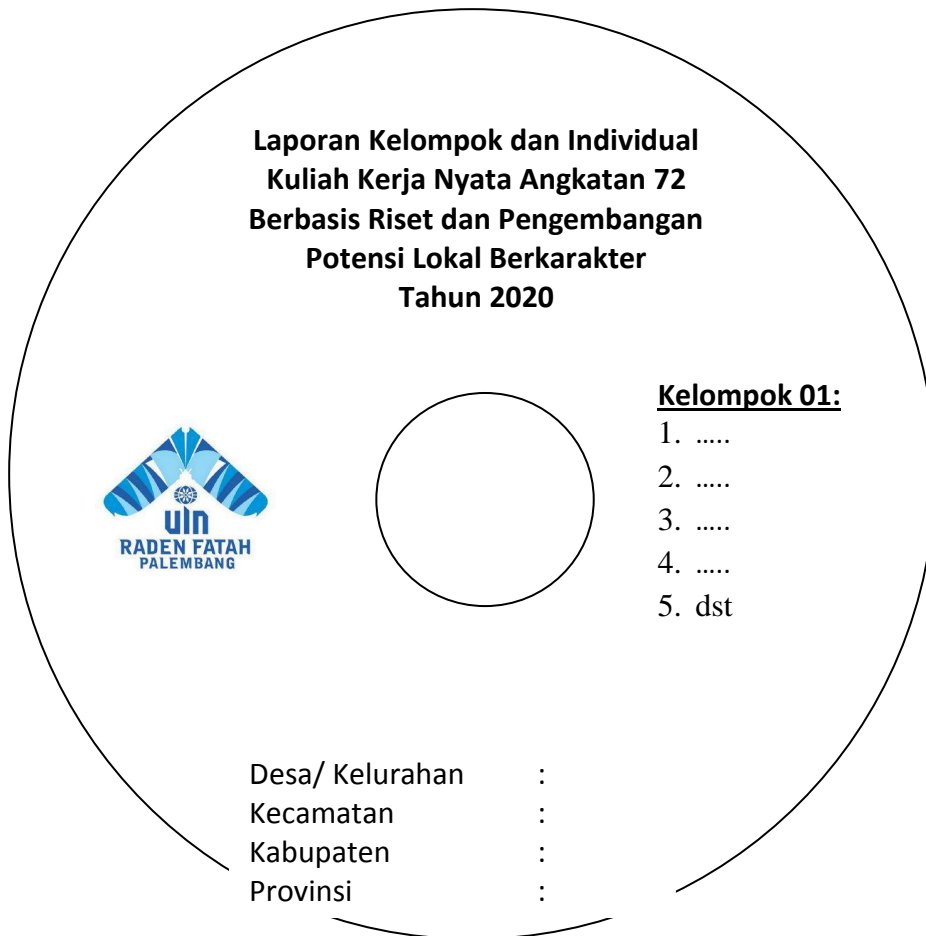 Laporan Kelompok dan Individual
Kuliah Kerja Nyata Angkatan 72
Berbasis Riset dan Pengembangan
Potensi Lokal Berkarakter
Tahun 2020
uin
RADEN FATAH
PALEMBANG
Kelompok 01:
1. .....
2. .....
3. .....
4. .....
5. dst
Desa/ Kelurahan :
Kecamatan :
Kabupaten :
Provinsi :